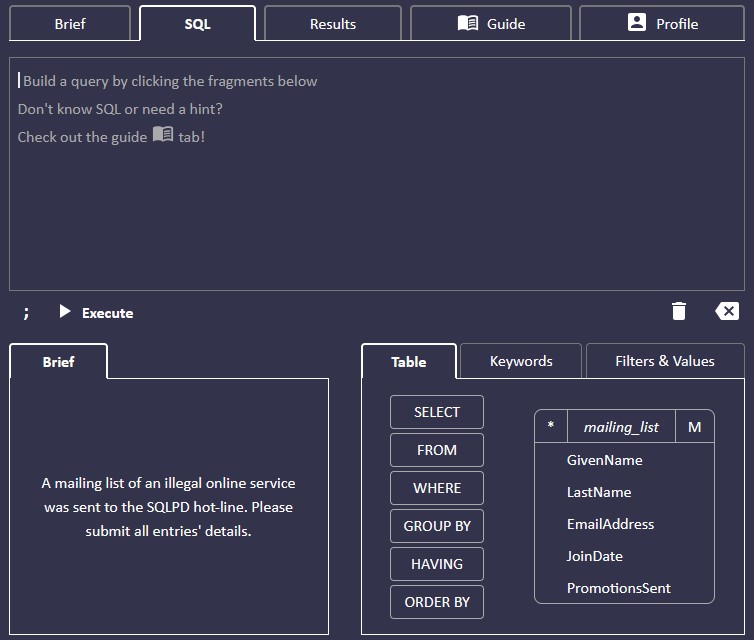 Brief
SQL
Results
Guide
Profile
Build a query by clicking the fragments below
Don't know SQL or need a hint?
Check out the guide tab!
; Execute
Brief
A mailing list of an illegal online service
was sent to the SQLPD hot-line. Please
submit all entries' details.
Table
Keywords
Filters & Values
SELECT
FROM
WHERE
GROUP BY
HAVING
ORDER BY
* mailing_list M
GivenName
LastName
EmailAddress
JoinDate
PromotionsSent